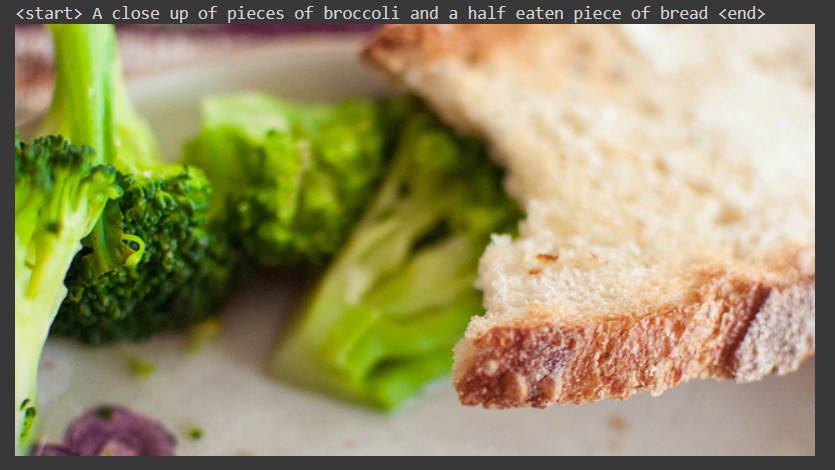 <start> A close up of pieces of broccoli and a half eaten piece of bread <end>